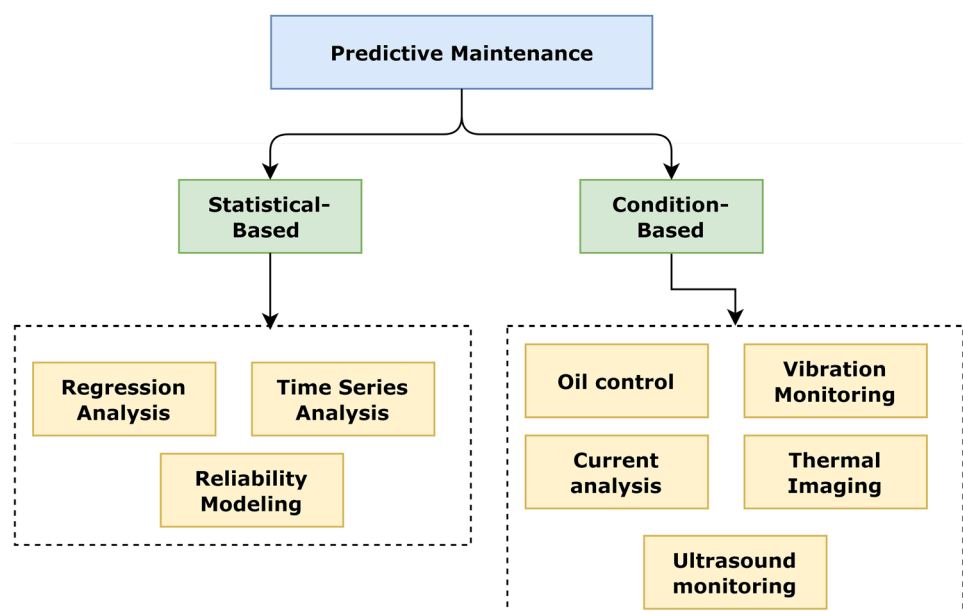 Predictive Maintenance
Statistical-
Based
Condition-
Based
Regression
Analysis
Time Series
Analysis
Reliability
Modeling
Oil control
Vibration
Monitoring
Current
analysis
Thermal
Imaging
Ultrasound
monitoring